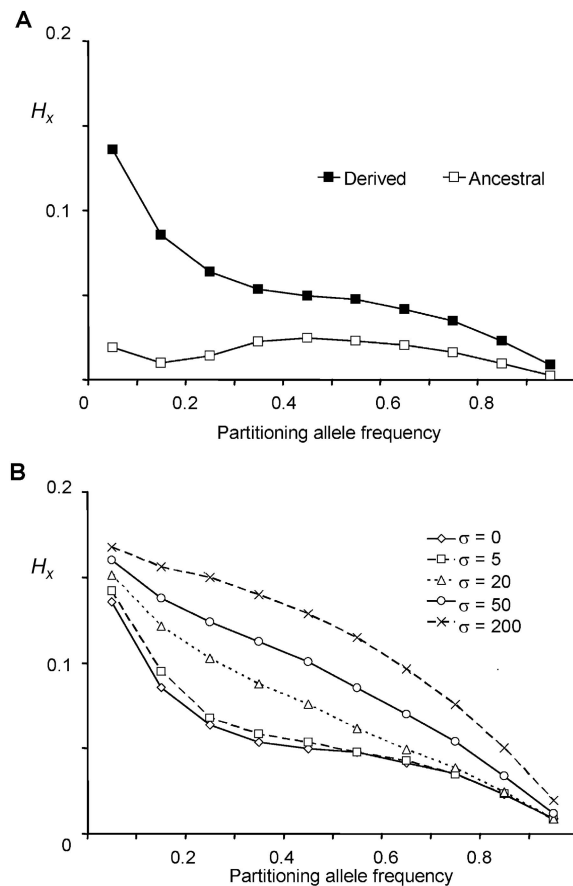 A
0.2
Hx
Derived
Ancestral
0.1
0
0.2
0.4
0.6
0.8
Partitioning allele frequency
B
0.2
Hx
σ = 0
σ = 5
σ = 20
σ = 50
σ = 200
0.1
0
0.2
0.4
0.6
0.8
Partitioning allele frequency